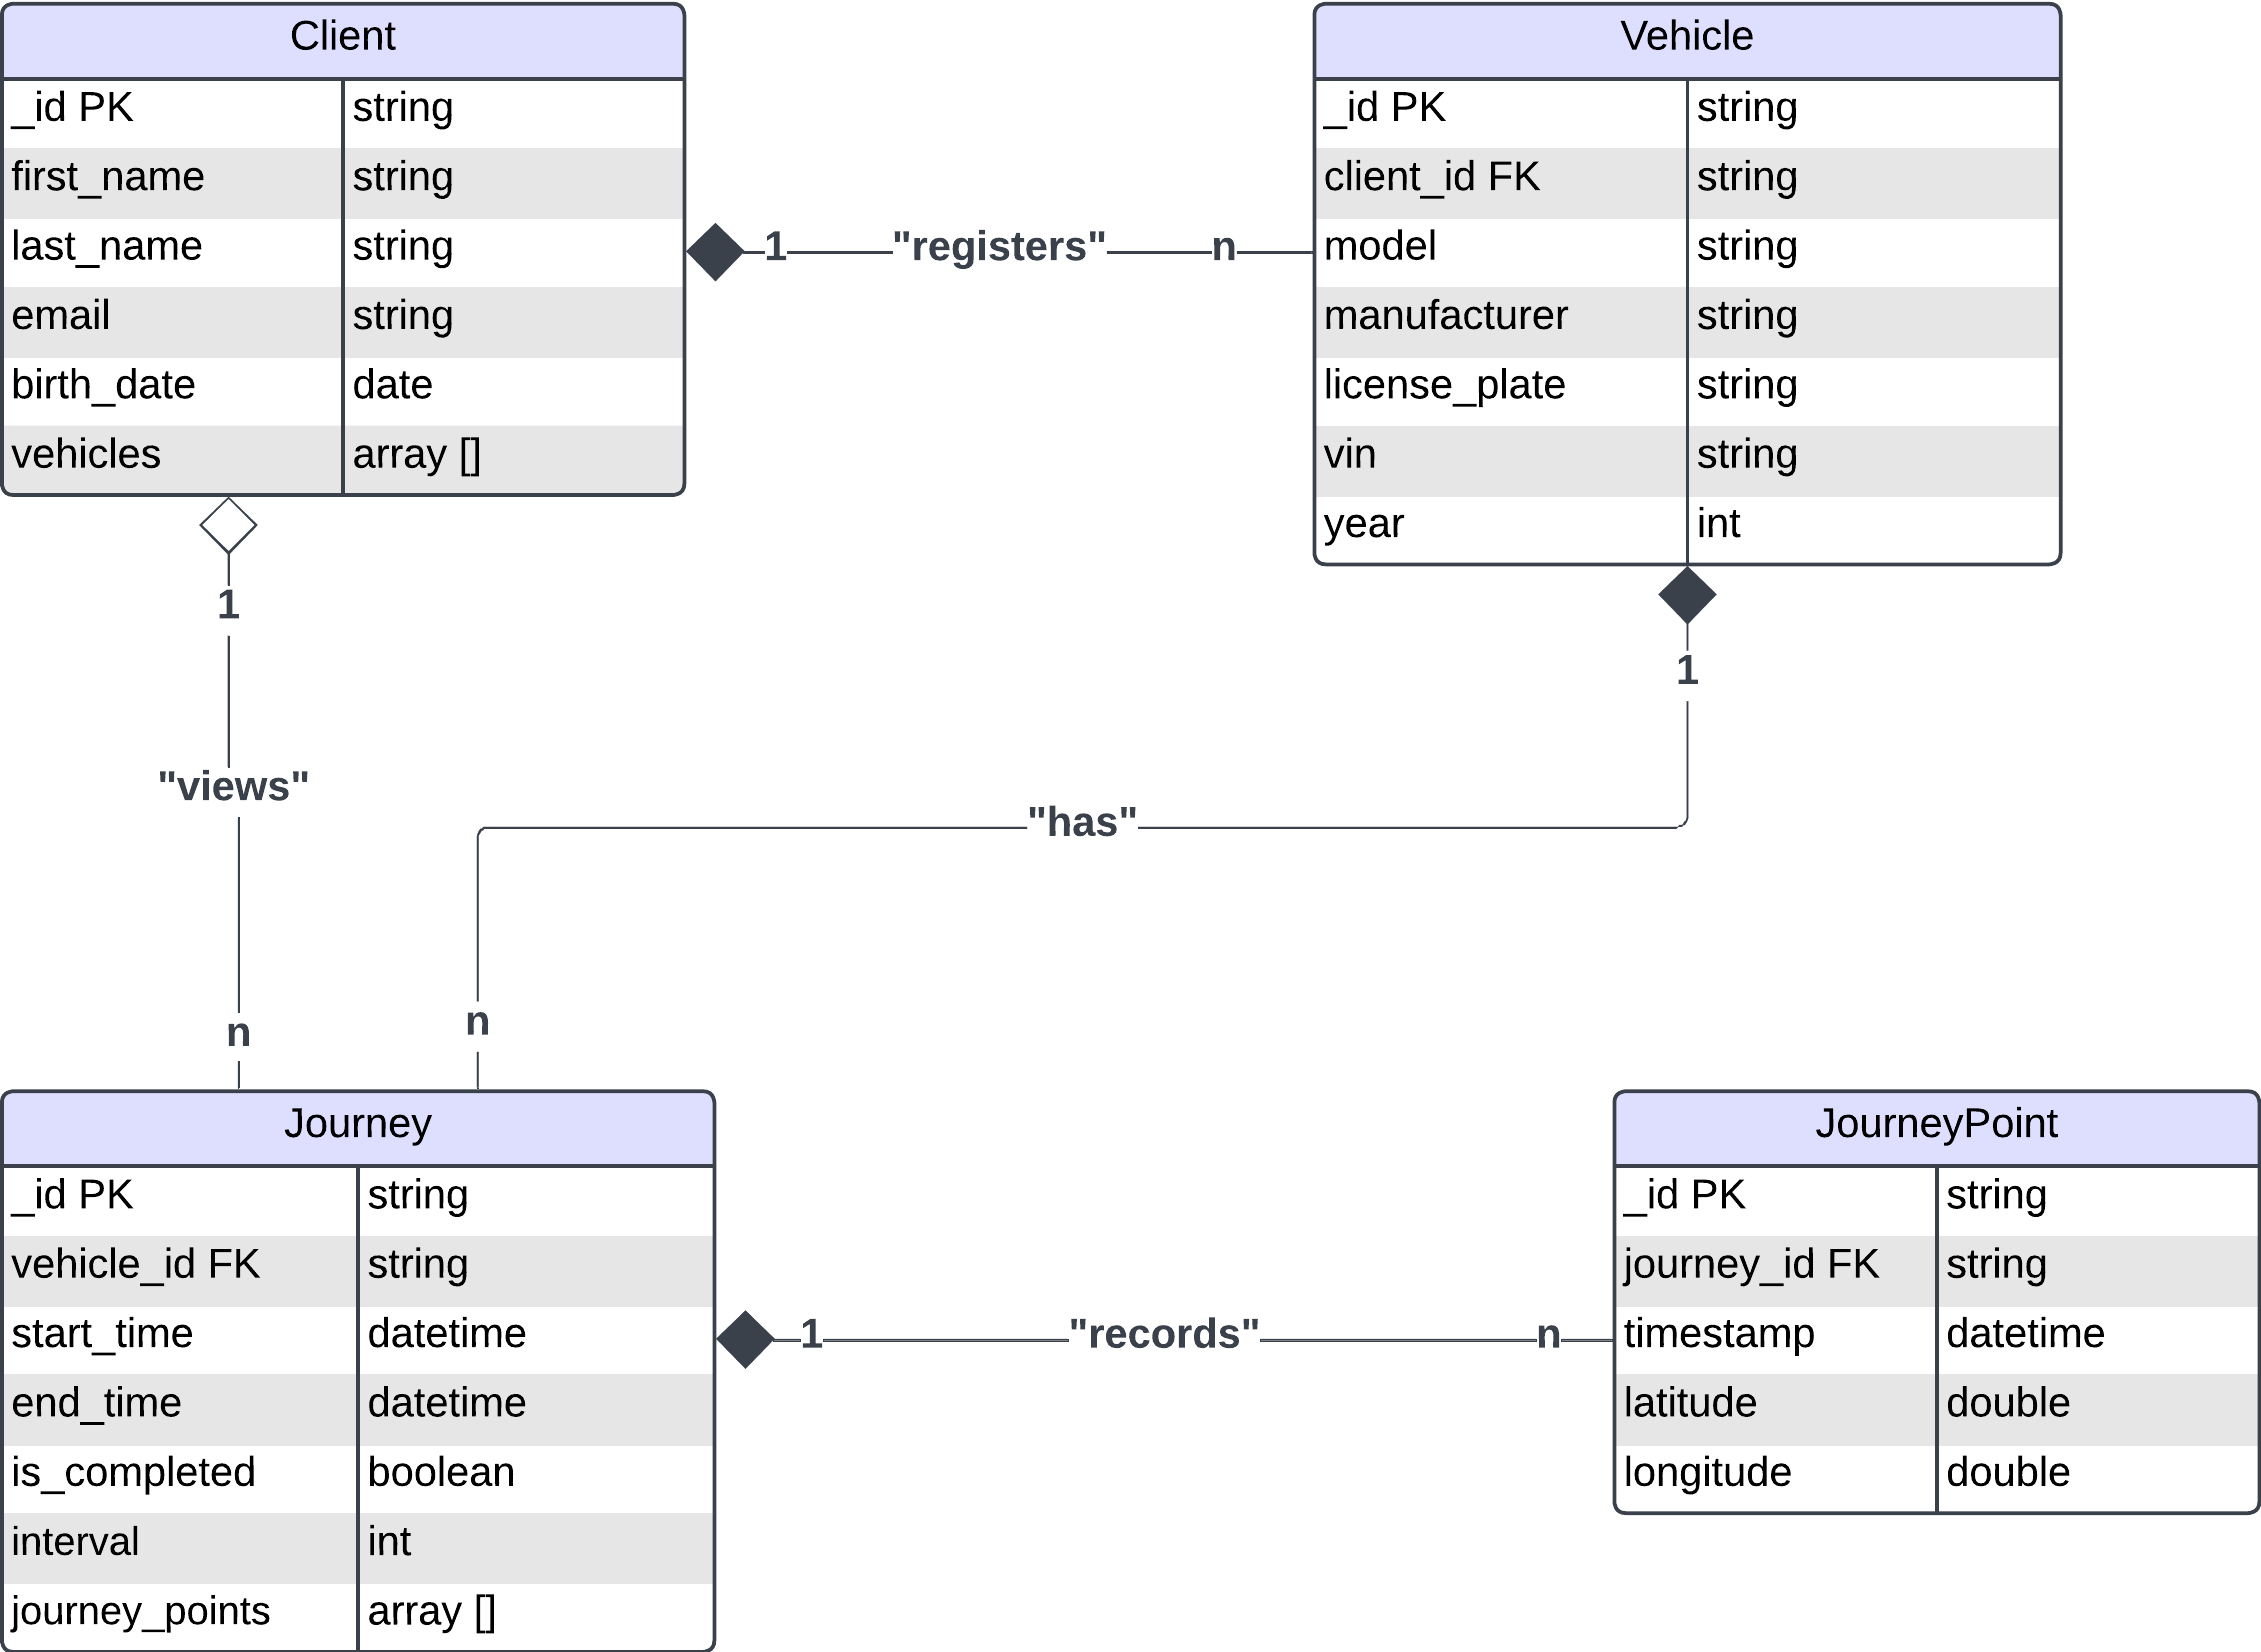 Client
_id PK string
first_name string
last_name string
email string
birth_date date
vehicles array []
1 "registers" n
Vehicle
_id PK string
client_id FK string
model string
manufacturer string
license_plate string
vin string
year int
1
"views"
n
1
"has"
n
Journey
_id PK string
vehicle_id FK string
start_time datetime
end_time datetime
is_completed boolean
interval int
journey_points array []
1 "records" n
JourneyPoint
_id PK string
journey_id FK string
timestamp datetime
latitude double
longitude double